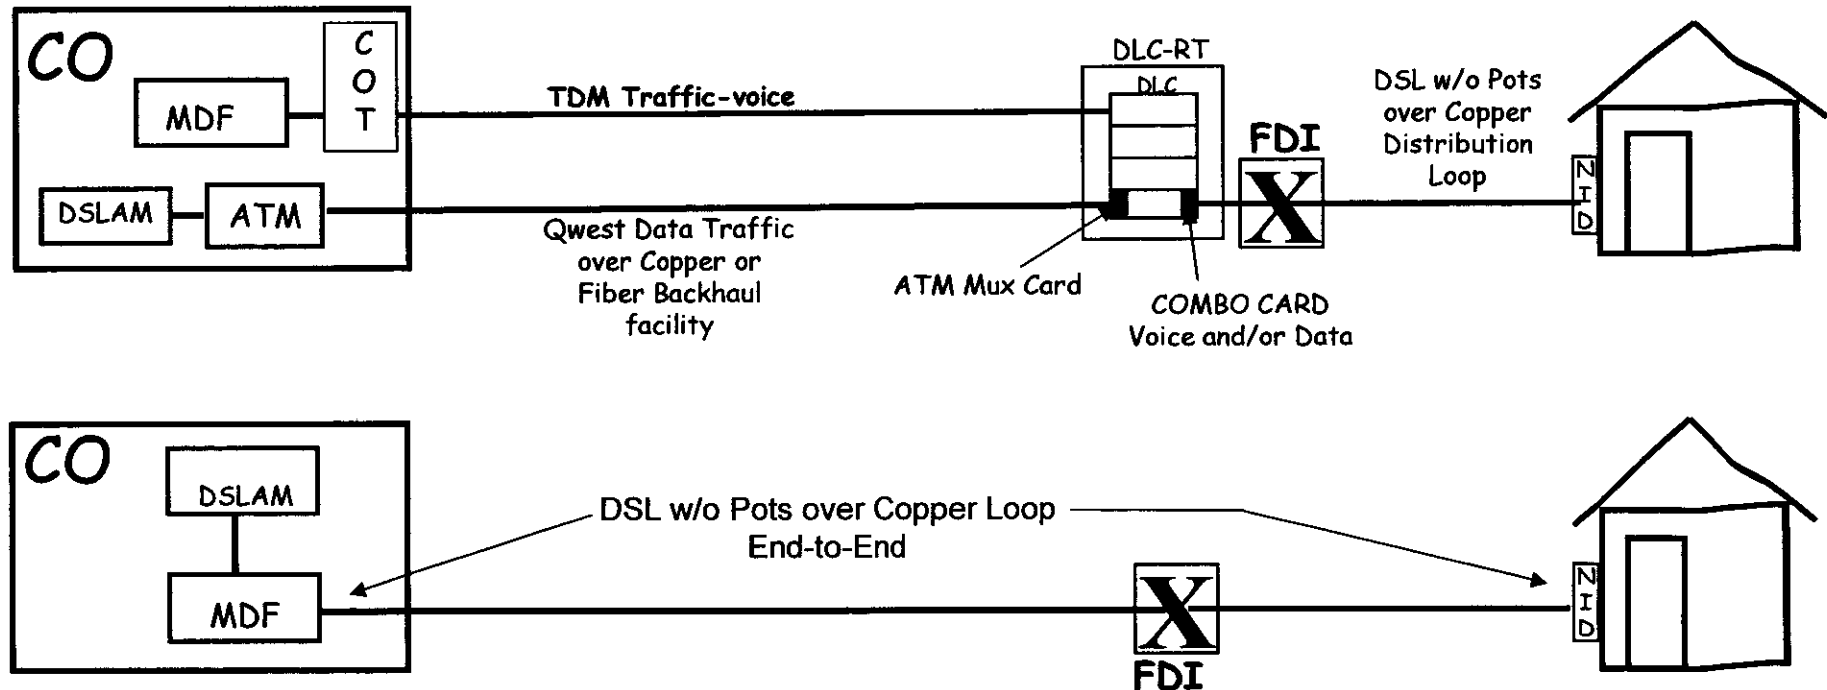 CO
C
O
T
MDF
DSLAM
ATM
TDM Traffic-voice
Qwest Data Traffic
over Copper or
Fiber Backhaul
facility
DLC-RT
DLC
ATM Mux Card
COMBO CARD
Voice and/or Data
FDI
X
DSL w/o Pots
over Copper
Distribution
Loop
N
I
D
CO
DSLAM
MDF
DSL w/o Pots over Copper Loop
End-to-End
X
FDI
N
I
D